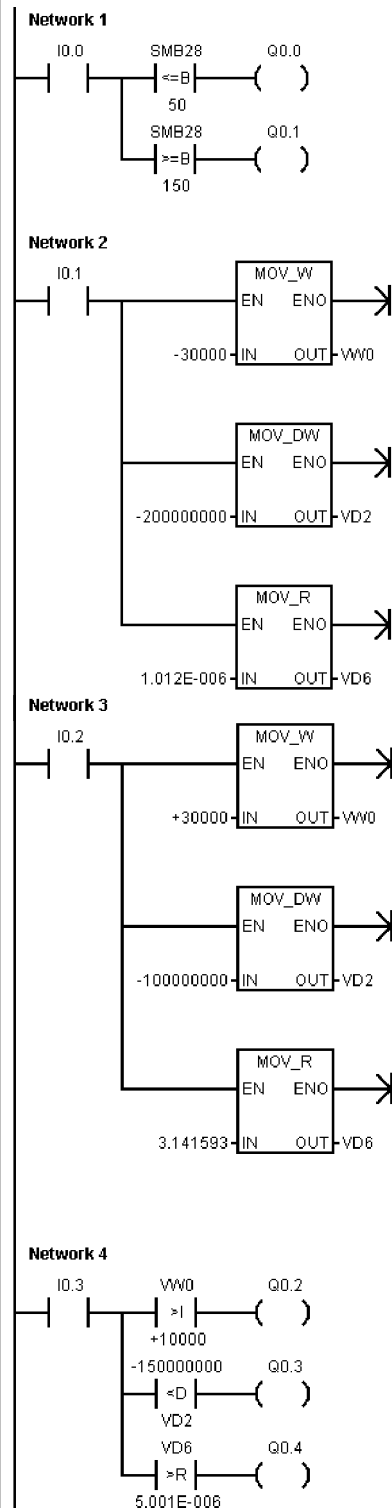 Network 1
I0.0 SMB28 Q0.0
<=B
50
SMB28 Q0.1
>=B
150
Network 2
I0.1 MOV_W
EN ENO
-30000 IN OUT VW0
MOV_DW
EN ENO
-200000000 IN OUT VD2
MOV_R
EN ENO
1.012E-006 IN OUT VD6
Network 3
I0.2 MOV_W
EN ENO
+30000 IN OUT VW0
MOV_DW
EN ENO
-100000000 IN OUT VD2
MOV_R
EN ENO
3.141593 IN OUT VD6
Network 4
I0.3 VW0 Q0.2
>I
+10000
-150000000 Q0.3
<D
VD2
VD6 Q0.4
>R
5.001E-006